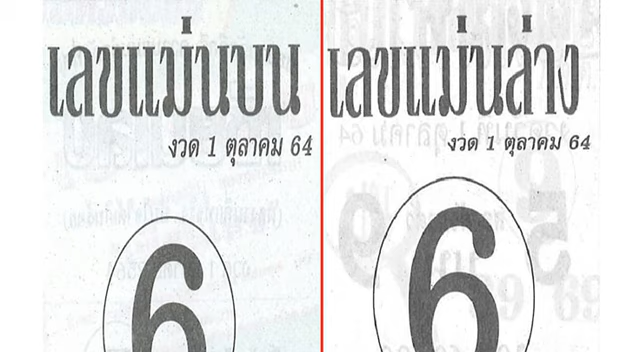 เลขแม่นบน
งวด 1 ตุลาคม 64
6
เลขแม่นล่าง
งวด 1 ตุลาคม 64
6